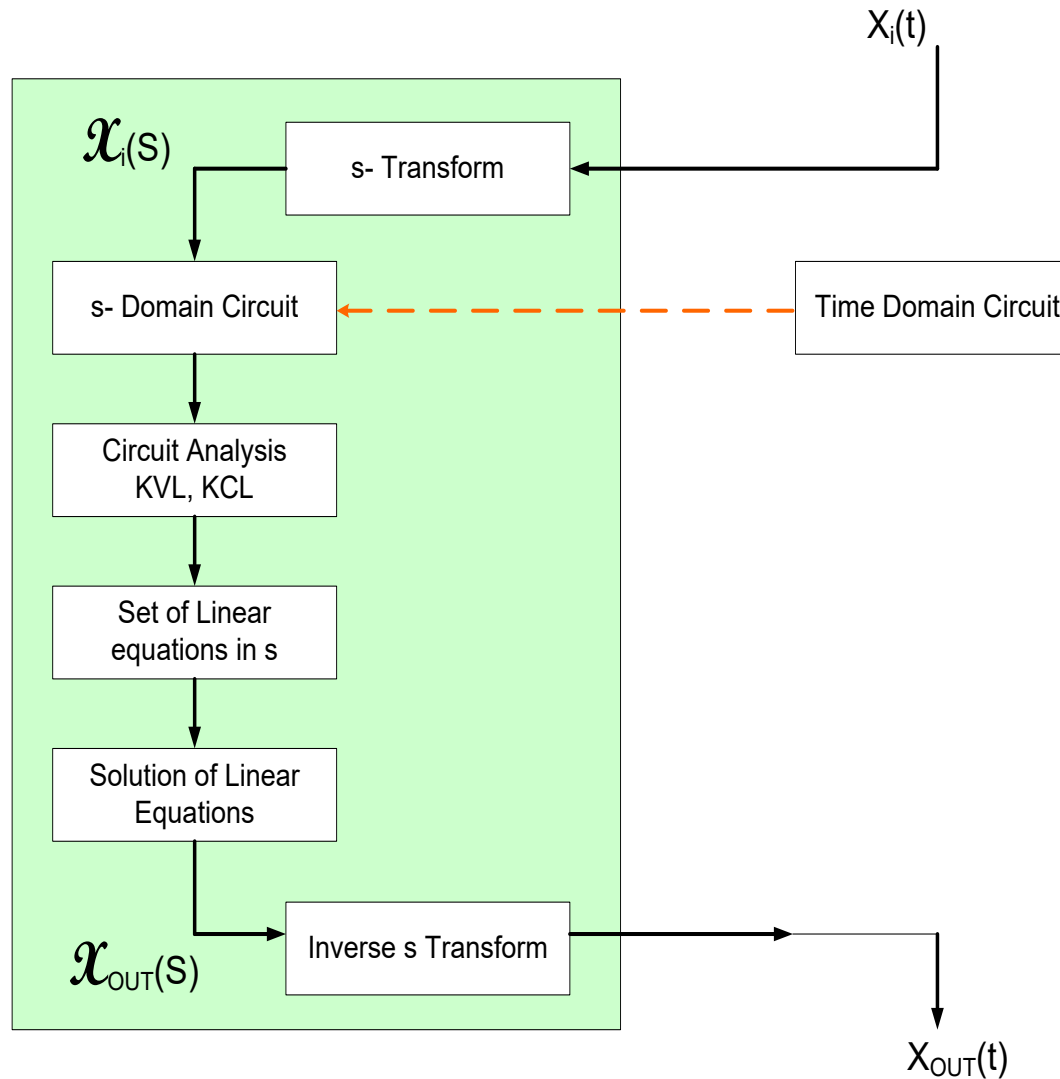 Xi(t)
𝒳i(S)
s- Transform
s- Domain Circuit
Time Domain Circuit
Circuit Analysis
KVL, KCL
Set of Linear
equations in s
Solution of Linear
Equations
Inverse s Transform
𝒳OUT(S)
XOUT(t)